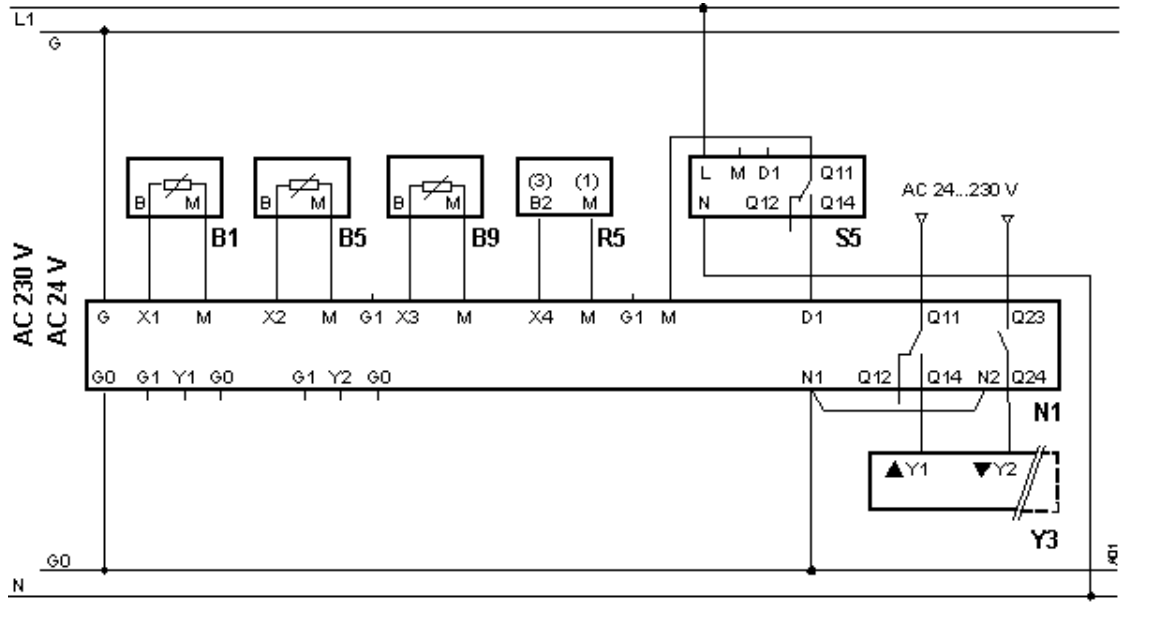 L1
G
AC 230 V
AC 24 V
B M
B1
B M
B5
B M
B9
(3) (1)
B2 M
R5
L M D1 Q11
N Q12 Q14
S5
AC 24...230 V
G X1 M X2 M G1 X3 M X4 M G1 M D1 Q11 Q23
G0 G1 Y1 G0 G1 Y2 G0 N1 Q12 Q14 N2 Q24
N1
Y1 Y2
Y3
G0
N
A01